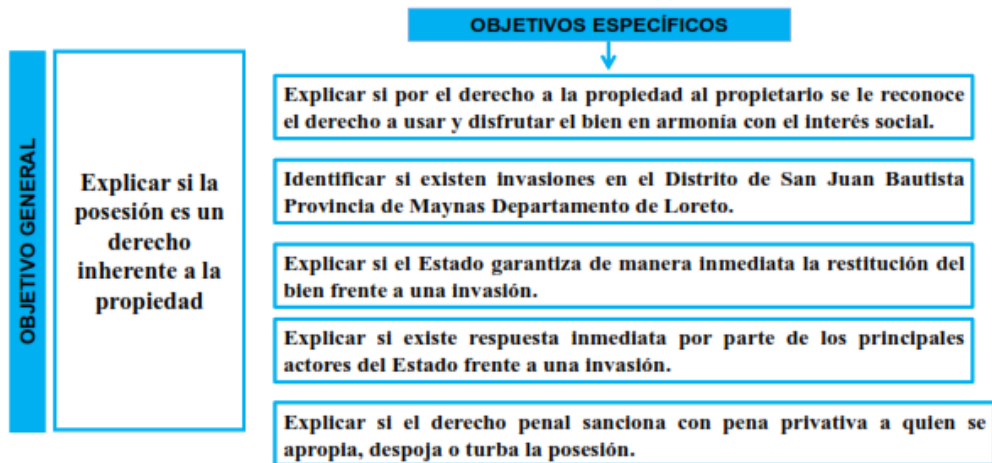 OBJETIVOS ESPECÍFICOS
OBJETIVO GENERAL
Explicar si la
posesión es un
derecho
inherente a la
propiedad
Explicar si por el derecho a la propiedad al propietario se le reconoce
el derecho a usar y disfrutar el bien en armonía con el interés social.
Identificar si existen invasiones en el Distrito de San Juan Bautista
Provincia de Maynas Departamento de Loreto.
Explicar si el Estado garantiza de manera inmediata la restitución del
bien frente a una invasión.
Explicar si existe respuesta inmediata por parte de los principales
actores del Estado frente a una invasión.
Explicar si el derecho penal sanciona con pena privativa a quien se
apropia, despoja o turba la posesión.